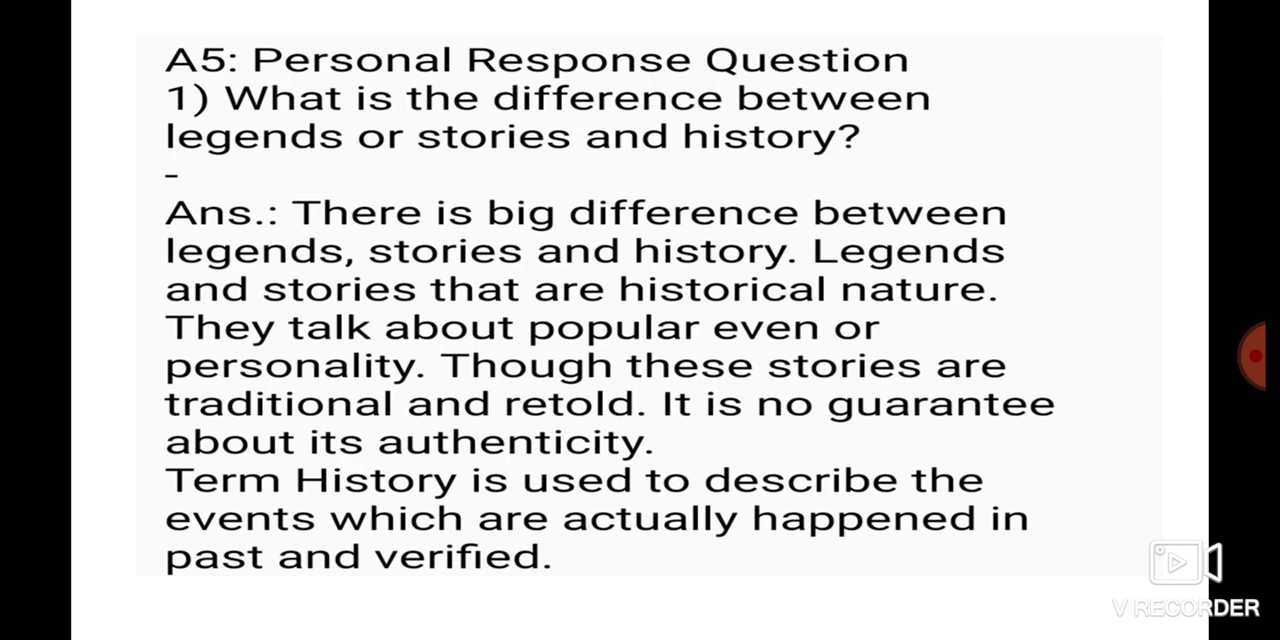 A5: Personal Response Question
1) What is the difference between
legends or stories and history?
-
Ans.: There is big difference between
legends, stories and history. Legends
and stories that are historical nature.
They talk about popular even or
personality. Though these stories are
traditional and retold. It is no guarantee
about its authenticity.
Term History is used to describe the
events which are actually happened in
past and verified.
V RECORDER